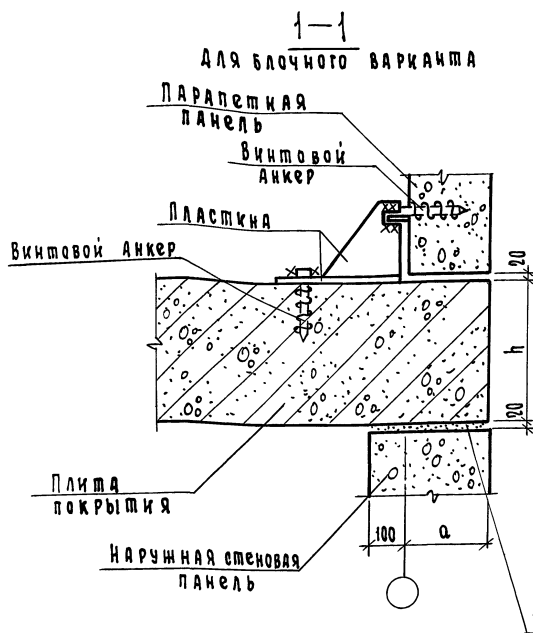 1—1
ДЛЯ БЛОЧНОГО ВАРИАНТА
ПАРАПЕТНАЯ
ПАНЕЛЬ
ВИНТОВОЙ
АНКЕР
ПЛАСТИНА
ВИНТОВОЙ АНКЕР
20
h
20
ПЛИТА
ПОКРЫТИЯ
100
а
НАРУЖНАЯ СТЕНОВАЯ
ПАНЕЛЬ